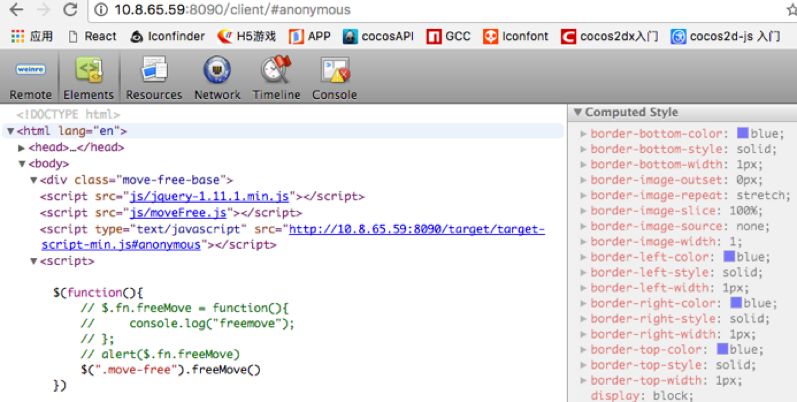 10.8.65.59:8090/client/#anonymous
应用 React Iconfinder H5游戏 APP cocosAPI GCC Iconfont cocos2dx入门 cocos2d-js 入门
weinre
Remote Elements Resources Network Timeline Console
<!DOCTYPE html>
▼<html lang="en">
▶<head>…</head>
▼<body>
▼<div class="move-free-base">
<script src="js/jquery-1.11.1.min.js"></script>
<script src="js/moveFree.js"></script>
<script type="text/javascript" src="http://10.8.65.59:8090/target/target-
script-min.js#anonymous"></script>
▼<script>
$(function(){
// $.fn.freeMove = function(){
// console.log("freemove");
// };
// alert($.fn.freeMove)
$(".move-free").freeMove()
})
▼Computed Style
▶border-bottom-color: blue;
▶border-bottom-style: solid;
▶border-bottom-width: 1px;
▶border-image-outset: 0px;
▶border-image-repeat: stretch;
▶border-image-slice: 100%;
▶border-image-source: none;
▶border-image-width: 1;
▶border-left-color: blue;
▶border-left-style: solid;
▶border-left-width: 1px;
▶border-right-color: blue;
▶border-right-style: solid;
▶border-right-width: 1px;
▶border-top-color: blue;
▶border-top-style: solid;
▶border-top-width: 1px;
display: block;